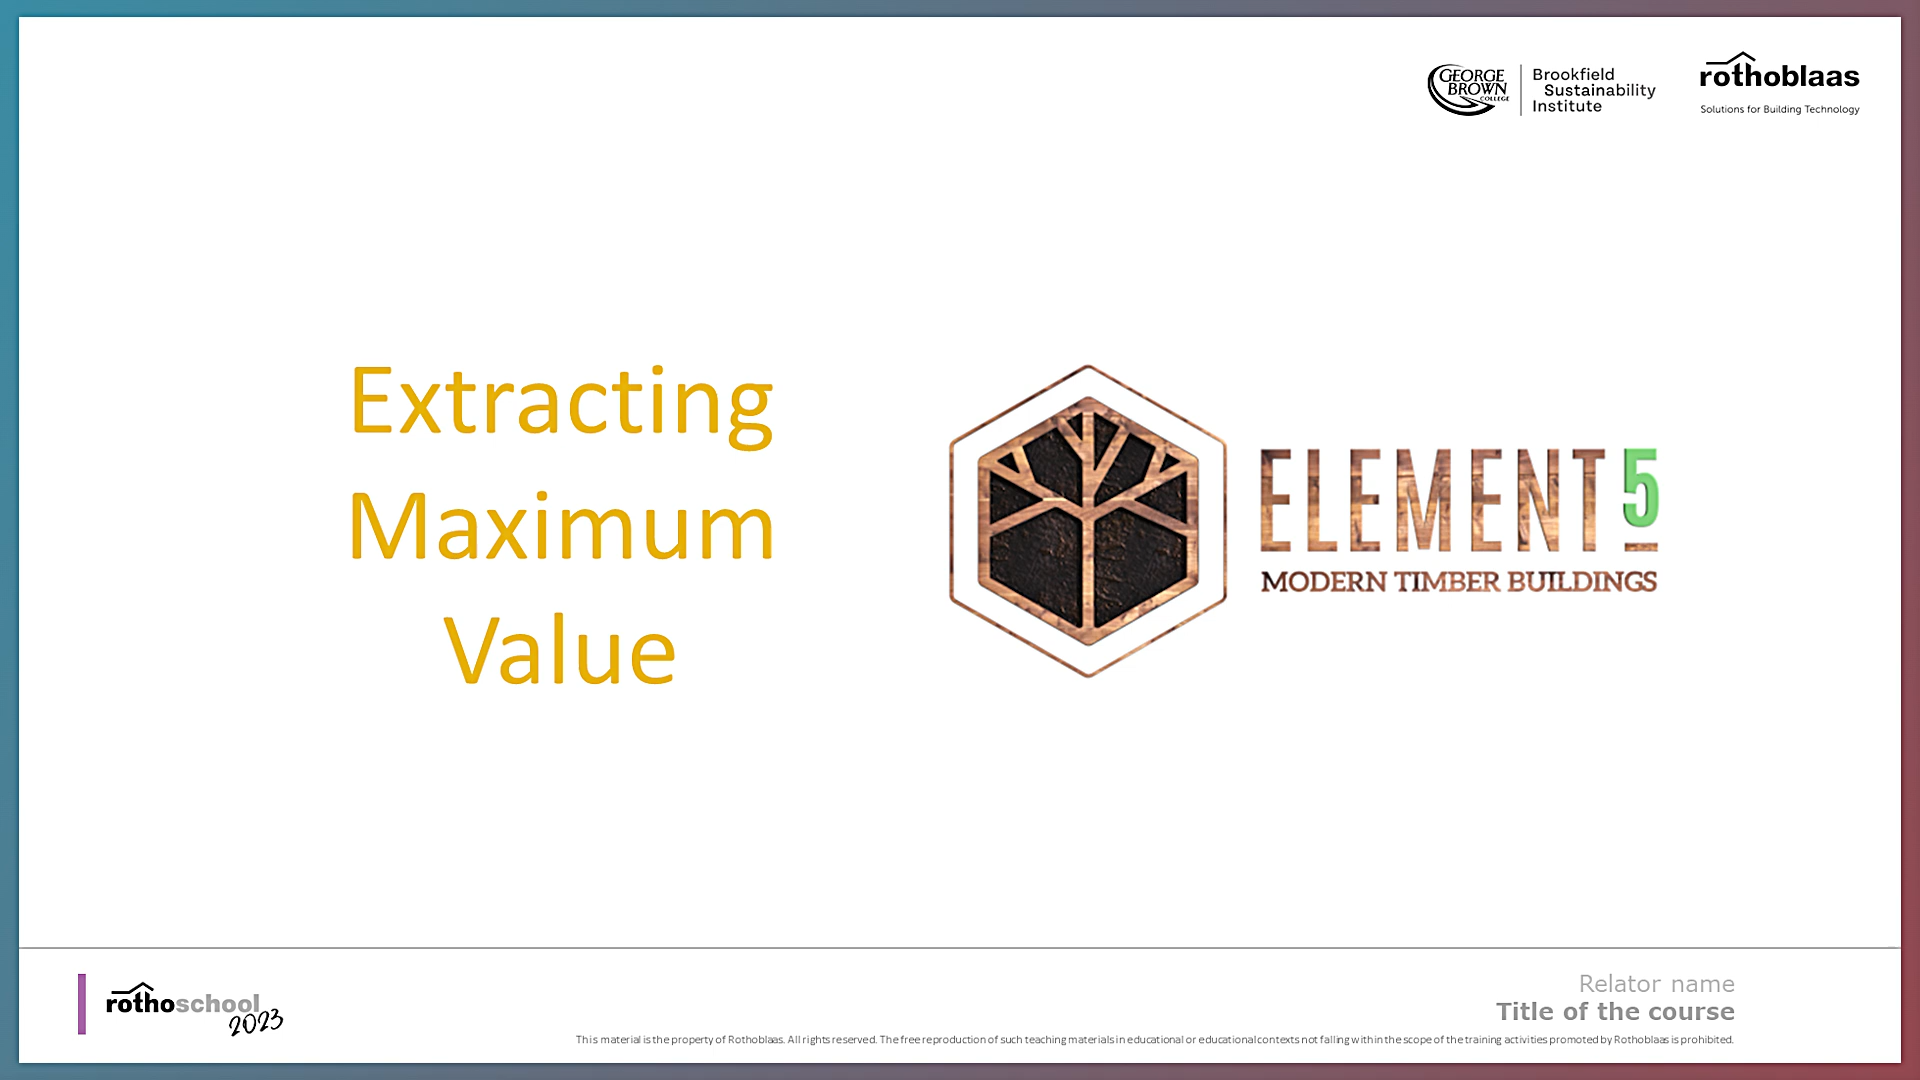 GEORGE
BROWN
COLLEGE
Brookfield
Sustainability
Institute
rothoblaas
Solutions for Building Technology
Extracting
Maximum
Value
ELEMENT5
MODERN TIMBER BUILDINGS
rothoschool
2023
Relator name
Title of the course
This material is the property of Rothoblaas. All rights reserved. The free reproduction of such teaching materials in educational or educational contexts not falling within the scope of the training activities promoted by Rothoblaas is prohibited.